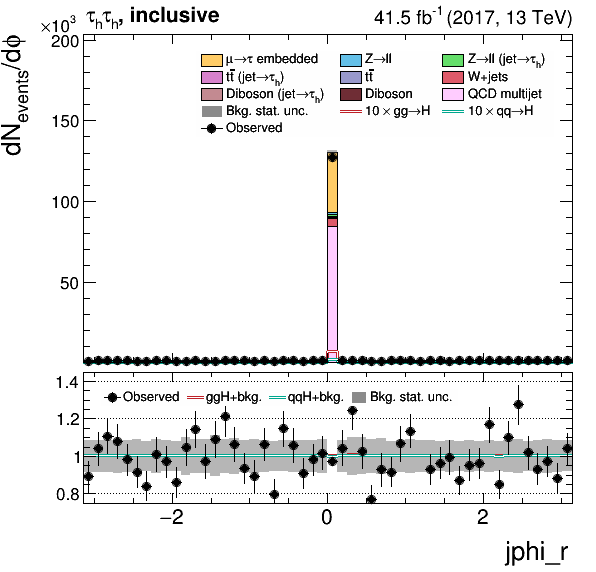 ×10³ τₕτₕ, inclusive 41.5 fb⁻¹ (2017, 13 TeV)
dN_events/dϕ
200
150
100
50
μ→τ embedded Z→ll Z→ll (jet→τₕ)
tt̄ (jet→τₕ) tt̄ W+jets
Diboson (jet→τₕ) Diboson QCD multijet
Bkg. stat. unc. 10 × gg→H 10 × qq→H
Observed
1.4
1.2
1
0.8
Observed ggH+bkg. qqH+bkg. Bkg. stat. unc.
−2 0 2
jphi_r